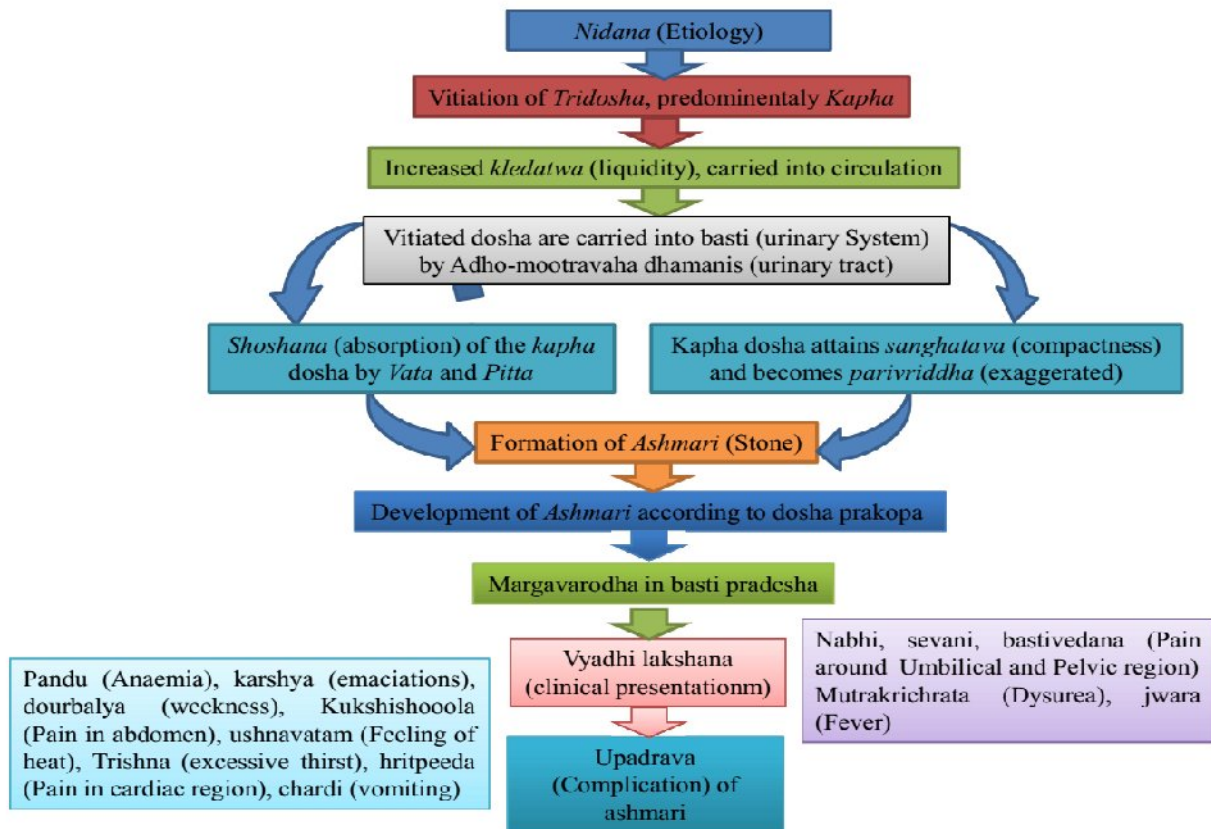 Nidana (Etiology)
Vitiation of Tridosha, predominentaly Kapha
Increased kledatwa (liquidity), carried into circulation
Vitiated dosha are carried into basti (urinary System)
by Adho-mootravaha dhamanis (urinary tract)
Shoshana (absorption) of the kapha
dosha by Vata and Pitta
Kapha dosha attains sanghatava (compactness)
and becomes parivriddha (exaggerated)
Formation of Ashmari (Stone)
Development of Ashmari according to dosha prakopa
Margavarodha in basti pradesha
Vyadhi lakshana
(clinical presentationm)
Nabhi, sevani, bastivedana (Pain
around Umbilical and Pelvic region)
Mutrakrichrata (Dysurea), jwara
(Fever)
Pandu (Anaemia), karshya (emaciations),
dourbalya (weekness), Kukshishooola
(Pain in abdomen), ushnavatam (Feeling of
heat), Trishna (excessive thirst), hritpeeda
(Pain in cardiac region), chardi (vomiting)
Upadrava
(Complication) of
ashmari